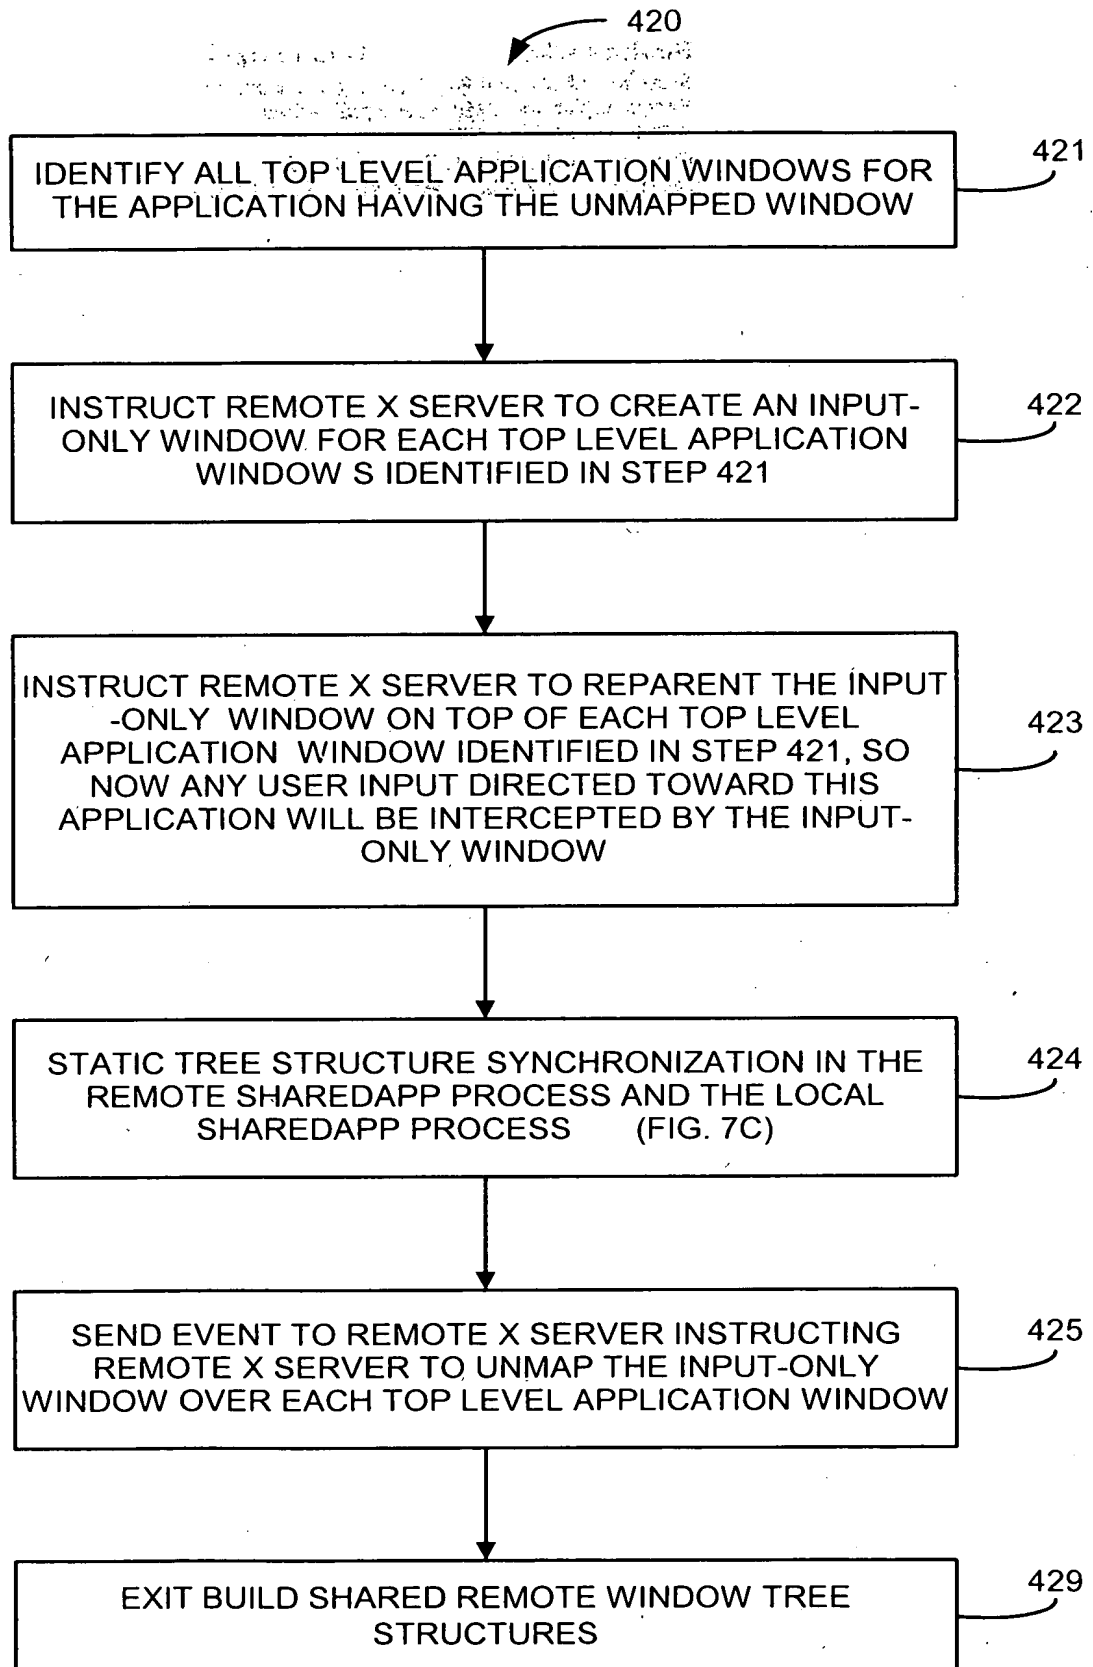 420
IDENTIFY ALL TOP LEVEL APPLICATION WINDOWS FOR
THE APPLICATION HAVING THE UNMAPPED WINDOW
421
INSTRUCT REMOTE X SERVER TO CREATE AN INPUT-
ONLY WINDOW FOR EACH TOP LEVEL APPLICATION
WINDOW S IDENTIFIED IN STEP 421
422
INSTRUCT REMOTE X SERVER TO REPARENT THE INPUT
-ONLY WINDOW ON TOP OF EACH TOP LEVEL
APPLICATION WINDOW IDENTIFIED IN STEP 421, SO
NOW ANY USER INPUT DIRECTED TOWARD THIS
APPLICATION WILL BE INTERCEPTED BY THE INPUT-
ONLY WINDOW
423
STATIC TREE STRUCTURE SYNCHRONIZATION IN THE
REMOTE SHAREDAPP PROCESS AND THE LOCAL
SHAREDAPP PROCESS (FIG. 7C)
424
SEND EVENT TO REMOTE X SERVER INSTRUCTING
REMOTE X SERVER TO UNMAP THE INPUT-ONLY
WINDOW OVER EACH TOP LEVEL APPLICATION WINDOW
425
EXIT BUILD SHARED REMOTE WINDOW TREE
STRUCTURES
429